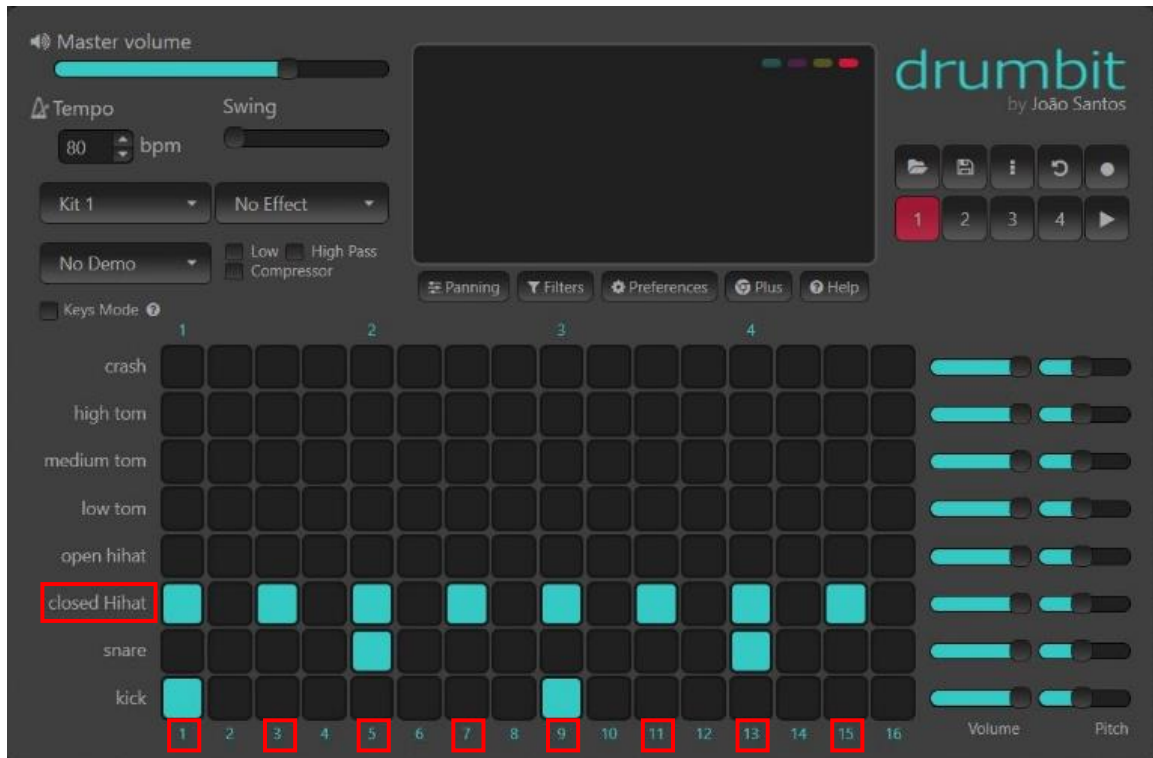 Master volume
drumbit
by João Santos
Tempo
Swing
80 bpm
Kit 1
No Effect
1 2 3 4
No Demo
Low High Pass
Compressor
Panning Filters Preferences Plus Help
Keys Mode
1 2 3 4
crash
high tom
medium tom
low tom
open hihat
closed Hihat
snare
kick
1 2 3 4 5 6 7 8 9 10 11 12 13 14 15 16
Volume Pitch